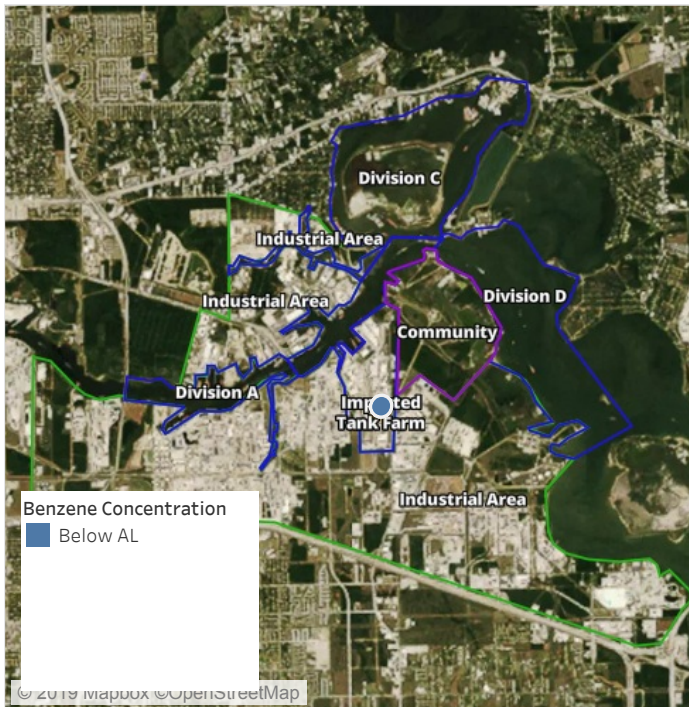 Division C
Industrial Area
Division D
Industrial Area
Community
Division A
Tank Farm
Industrial Area
Benzene Concentration
Below AL
© 2019 Mapbox ©OpenStreetMap